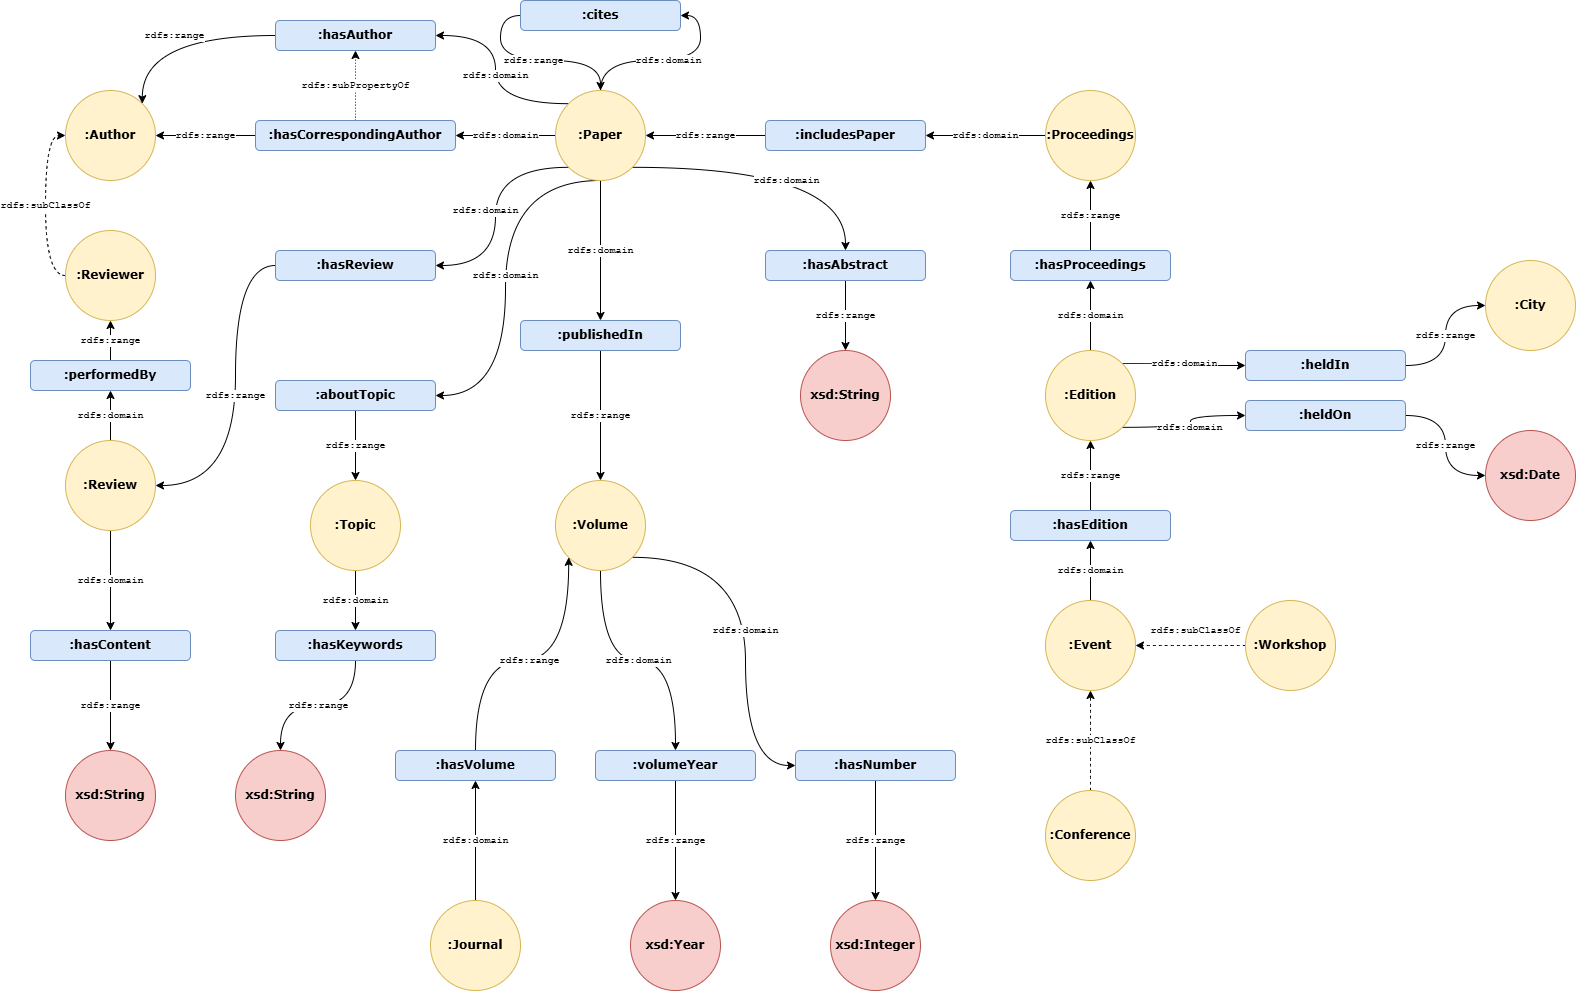 :cites
rdfs:range
:hasAuthor
rdfs:range
rdfs:domain
rdfs:domain
rdfs:subPropertyOf
:Author
rdfs:range
:hasCorrespondingAuthor
rdfs:domain
:Paper
rdfs:range
:includesPaper
rdfs:domain
:Proceedings
rdfs:domain
rdfs:subClassOf
rdfs:domain
rdfs:range
rdfs:domain
:Reviewer
:hasReview
rdfs:domain
:hasAbstract
:hasProceedings
:City
rdfs:range
rdfs:domain
rdfs:range
:publishedIn
rdfs:range
rdfs:domain
:heldIn
:performedBy
rdfs:range
:aboutTopic
xsd:String
:Edition
rdfs:domain
rdfs:range
:heldOn
rdfs:domain
rdfs:range
rdfs:range
rdfs:range
:Review
xsd:Date
:Topic
:Volume
:hasEdition
rdfs:domain
rdfs:domain
rdfs:domain
rdfs:domain
rdfs:subClassOf
:hasContent
:hasKeywords
:Event
:Workshop
rdfs:range
rdfs:domain
rdfs:range
rdfs:range
rdfs:subClassOf
xsd:String
xsd:String
:hasVolume
:volumeYear
:hasNumber
rdfs:domain
rdfs:range
rdfs:range
:Conference
:Journal
xsd:Year
xsd:Integer